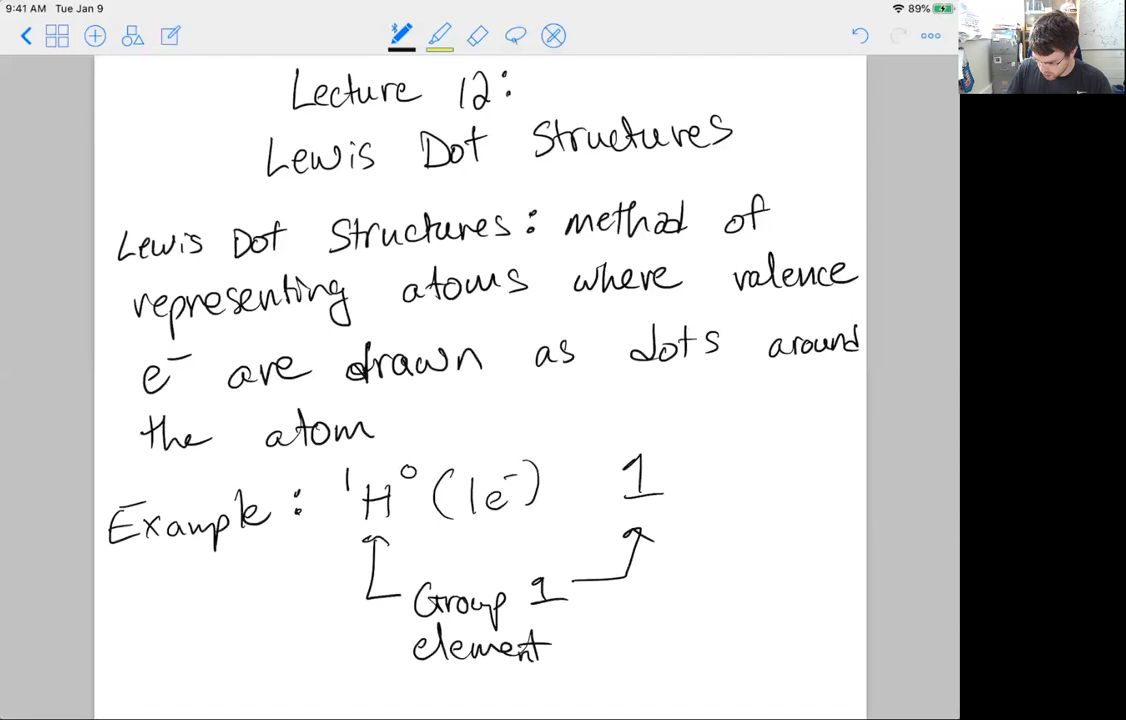 9:41 AM Tue Jan 9
89%
Lecture 12:
Lewis Dot Structures
Lewis Dot Structures: method of
representing atoms where valence
e⁻ are drawn as dots around
the atom
Example: ¹H⁰ (1e⁻) 1
Group 1
element